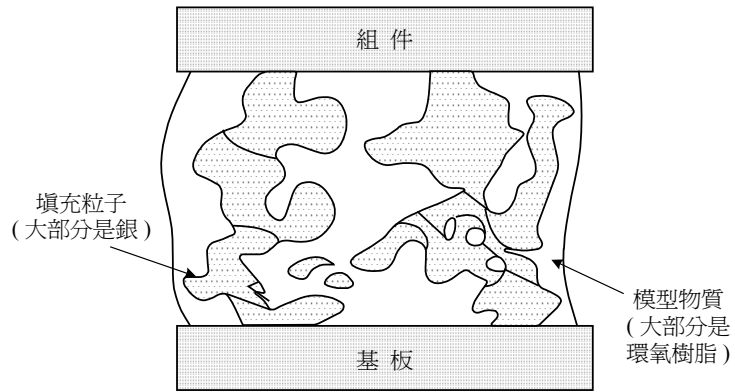 組件
填充粒子
(大部分是銀)
模型物質
(大部分是
環氧樹脂)
基板